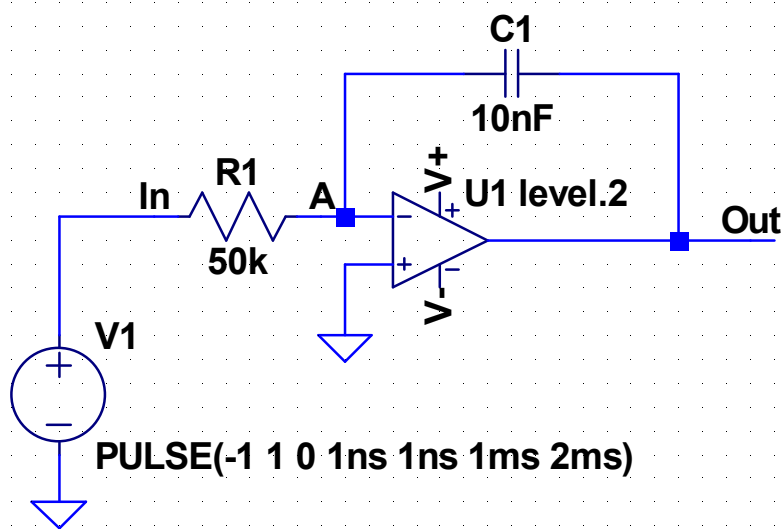 C1
10nF
R1
In
A
50k
V+
U1 level.2
Out
V-
V1
PULSE(-1 1 0 1ns 1ns 1ms 2ms)